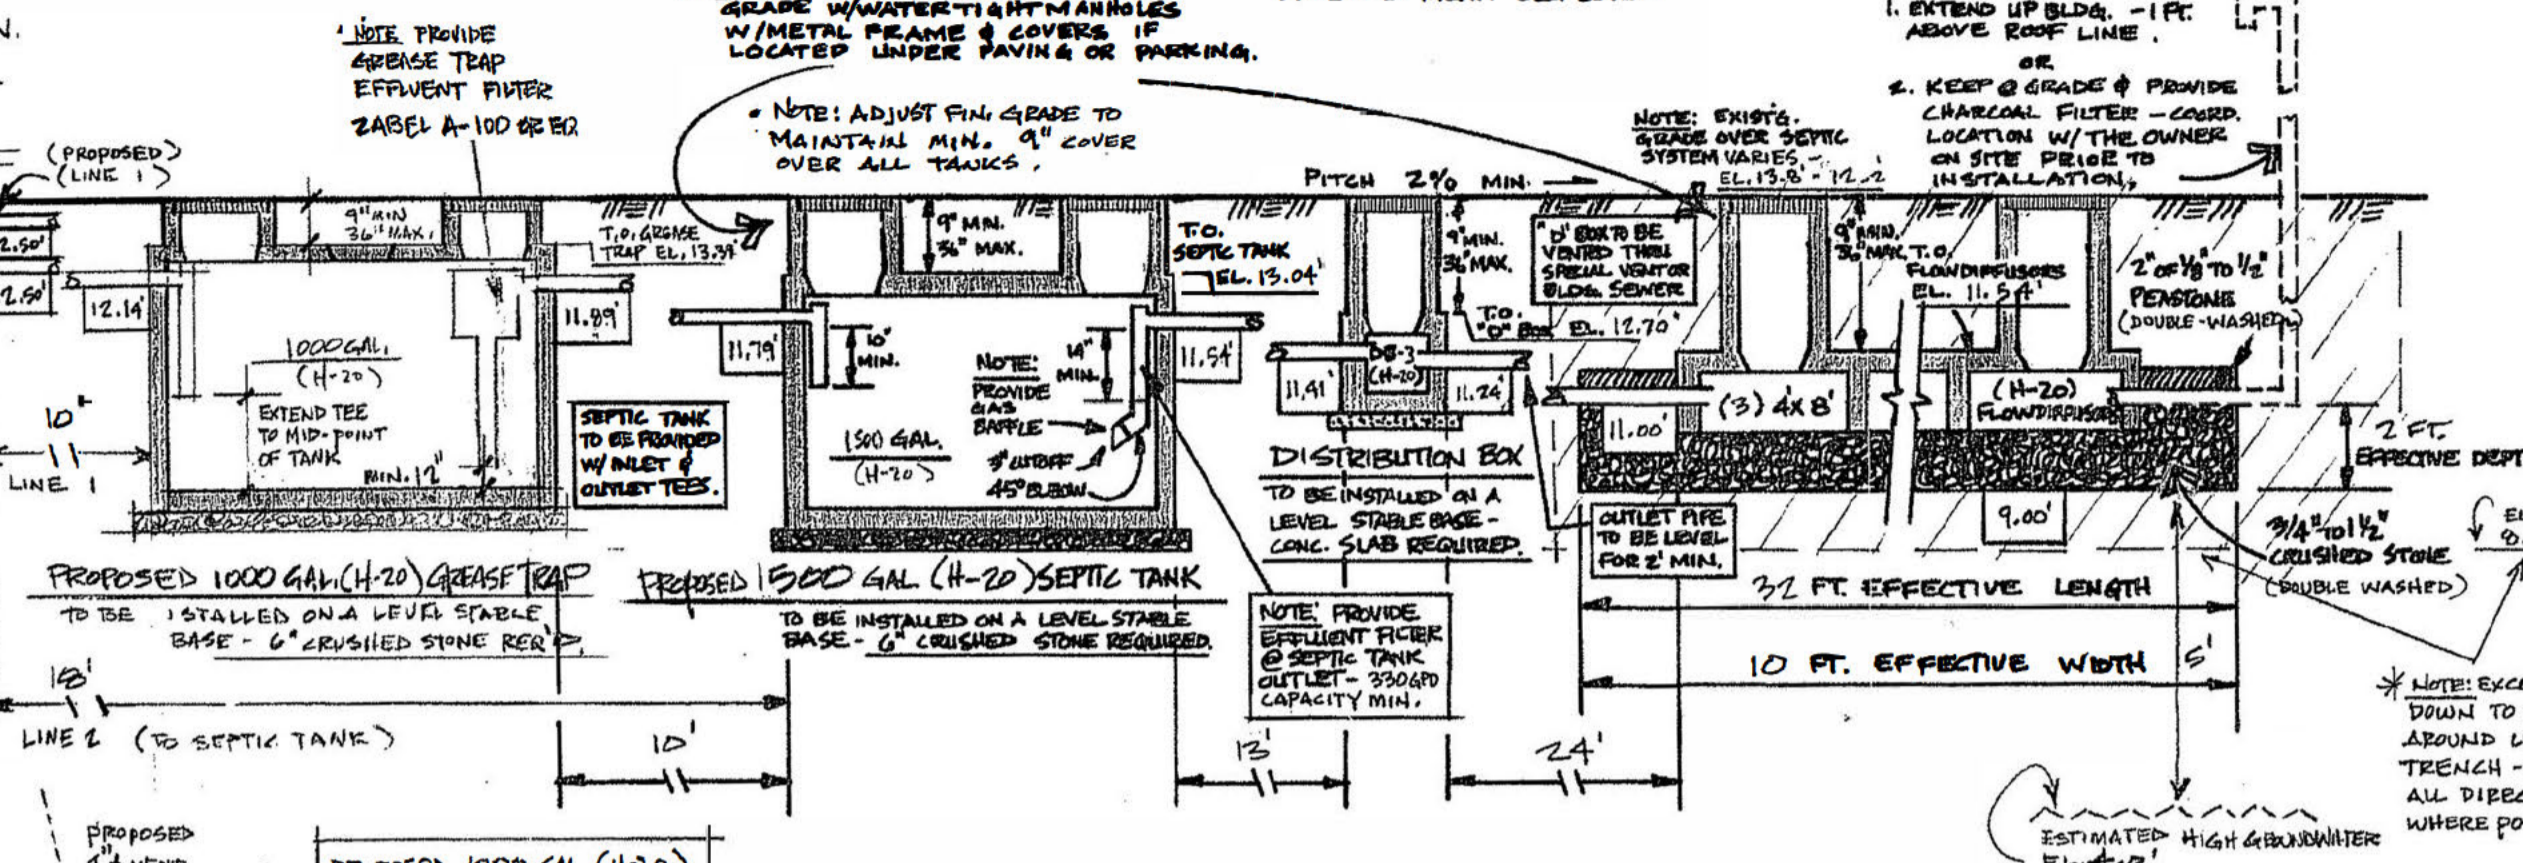 N.
GRADE W/WATERTIGHT MANHOLES
W/METAL FRAME & COVERS IF
LOCATED UNDER PAVING OR PARKING.
• NOTE PROVIDE
GREASE TRAP
EFFLUENT FILTER
ZABEL A-100 OR EQ
• NOTE: ADJUST FIN. GRADE TO
MAINTAIN MIN. 9" COVER
OVER ALL TANKS.
1. EXTEND UP BLDG. - 1 FT.
ABOVE ROOF LINE.
OR
2. KEEP @ GRADE & PROVIDE
CHARCOAL FILTER - COORD.
LOCATION W/ THE OWNER
ON SITE PRIOR TO
INSTALLATION.
NOTE: EXIST'G.
GRADE OVER SEPTIC
SYSTEM VARIES -
EL. 13.8' - 12.2'
(PROPOSED)
(LINE 1)
PITCH 2% MIN.
2.50'
2.50'
12.14'
9" MIN
36" MAX.
T.O. GREASE
TRAP EL. 13.39'
11.89'
1000 GAL.
(H-20)
EXTEND TEE
TO MID-POINT
OF TANK
MIN. 12"
10"
LINE 1
SEPTIC TANK
TO BE PROVIDED
W/ INLET &
OUTLET TEES.
9" MIN.
36" MAX.
T.O.
SEPTIC TANK
EL. 13.04'
11.79'
10"
MIN.
14"
MIN.
11.54'
NOTE:
PROVIDE
GAS
BAFFLE
3" CUTOFF
45° ELBOW
1500 GAL.
(H-20)
9" MIN.
36" MAX.
T.O.
"D" BOX EL. 12.70'
"D" BOX TO BE
VENTED THRU
SPECIAL VENT OR
BLDG. SEWER
11.41'
DB-3
(H-20)
11.24'
DISTRIBUTION BOX
TO BE INSTALLED ON A
LEVEL STABLE BASE -
CONC. SLAB REQUIRED.
9" MIN.
36" MAX.
T.O.
FLOWDIFFUSORS
EL. 11.54'
2" OF 1/8" TO 1/2"
PEASTONE
(DOUBLE-WASHED)
11.00'
(3) 4' X 8'
(H-20)
FLOWDIFFUSORS
2 FT.
EFFECTIVE DEPT
9.00'
OUTLET PIPE
TO BE LEVEL
FOR 2' MIN.
3/4" TO 1 1/2"
CRUSHED STONE
(DOUBLE WASHED)
32 FT. EFFECTIVE LENGTH
10 FT. EFFECTIVE WIDTH
5'
PROPOSED 1000 GAL. (H-20) GREASE TRAP
TO BE ISTALLED ON A LEVEL STABLE
BASE - 6" CRUSHED STONE REQ'D.
PROPOSED 1500 GAL (H-20) SEPTIC TANK
TO BE INSTALLED ON A LEVEL STABLE
BASE - 6" CRUSHED STONE REQUIRED.
NOTE: PROVIDE
EFFLUENT FILTER
@ SEPTIC TANK
OUTLET - 330 GPD
CAPACITY MIN.
18'
LINE 2 (TO SEPTIC TANK)
10'
13'
24'
* NOTE: EXC
DOWN TO
AROUND
TRENCH -
ALL DIREC
WHERE PO
ESTIMATED HIGH GROUNDWATER
PROPOSED